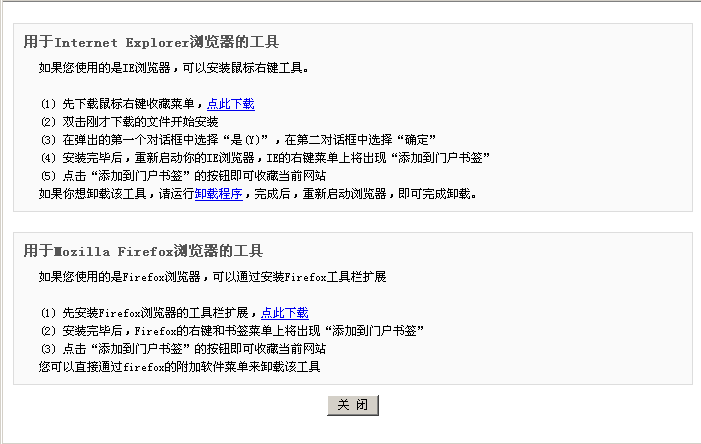 用于Internet Explorer浏览器的工具
如果您使用的是IE浏览器，可以安装鼠标右键工具。
(1) 先下载鼠标右键收藏菜单，点此下载
(2) 双击刚才下载的文件开始安装
(3) 在弹出的第一个对话框中选择“是(Y)”，在第二对话框中选择“确定”
(4) 安装完毕后，重新启动你的IE浏览器，IE的右键菜单上将出现“添加到门户书签”
(5) 点击“添加到门户书签”的按钮即可收藏当前网站
如果你想卸载该工具，请运行卸载程序，完成后，重新启动浏览器，即可完成卸载。
用于Mozilla Firefox浏览器的工具
如果您使用的是Firefox浏览器，可以通过安装Firefox工具栏扩展
(1) 先安装Firefox浏览器的工具栏扩展，点此下载
(2) 安装完毕后，Firefox的右键和书签菜单上将出现“添加到门户书签”
(3) 点击“添加到门户书签”的按钮即可收藏当前网站
您可以直接通过firefox的附加软件菜单来卸载该工具
关 闭